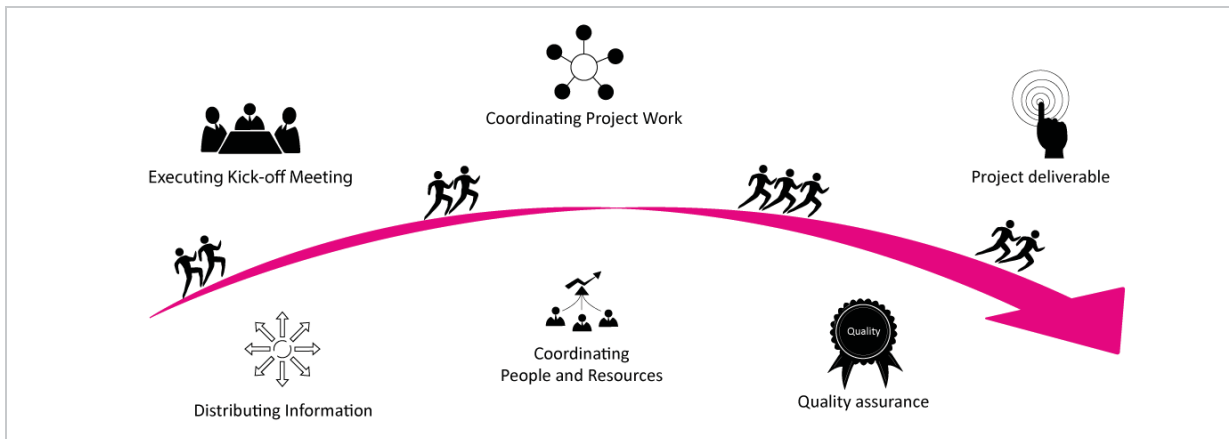 Coordinating Project Work
Executing Kick-off Meeting
Project deliverable
Distributing Information
Coordinating
People and Resources
Quality
Quality assurance